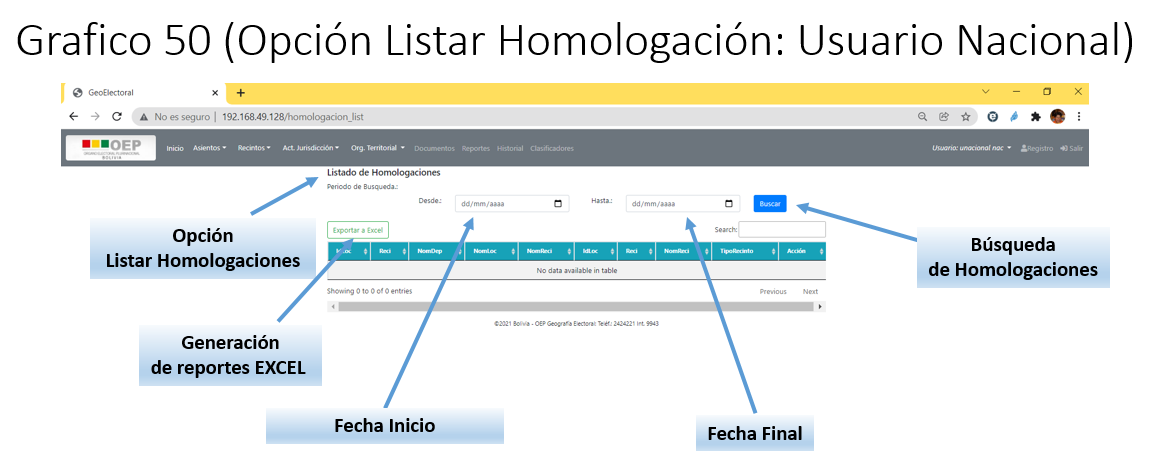 Grafico 50 (Opción Listar Homologación: Usuario Nacional)
GeoElectoral
No es seguro | 192.168.49.128/homologacion_list
OEP
BOLIVIA
Inicio Asientos Recintos Act. Jurisdicción Org. Territorial Documentos Reportes Historial Clasificadores
Usuario: unacional nac Registro Salir
Listado de Homologaciones
Periodo de Busqueda.:
Desde.: dd/mm/aaaa Hasta.: dd/mm/aaaa Buscar
Exportar a Excel Search:
IdLoc Reci NomDep NomLoc NomReci IdLoc Reci NomReci TipoRecinto Acción
No data available in table
Showing 0 to 0 of 0 entries Previous Next
©2021 Bolivia - OEP Geografía Electoral: Teléf.: 2424221 Int. 9943
Opción
Listar Homologaciones
Búsqueda
de Homologaciones
Generación
de reportes EXCEL
Fecha Inicio
Fecha Final